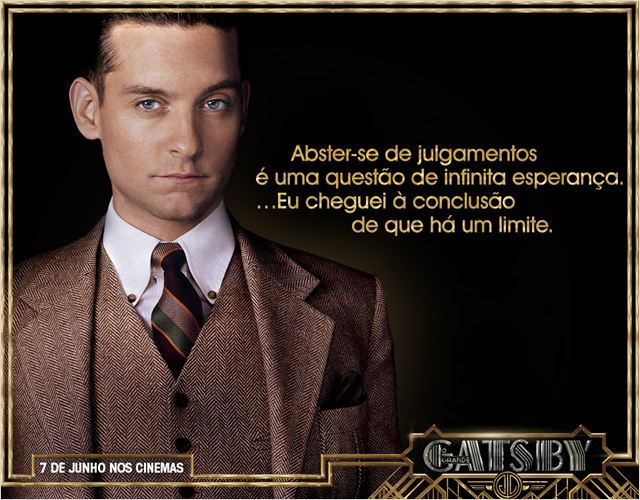 Abster-se de julgamentos
é uma questão de infinita esperança.
...Eu cheguei à conclusão
de que há um limite.
7 DE JUNHO NOS CINEMAS
O GRANDE
GATSBY